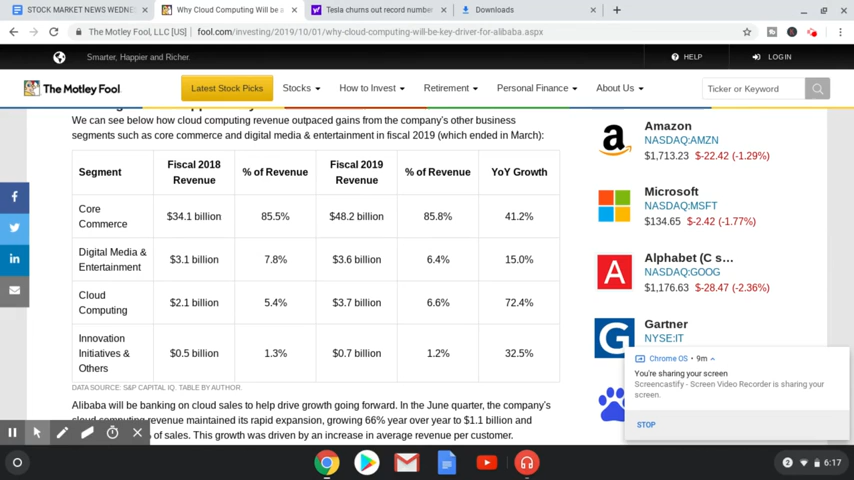 STOCK MARKET NEWS WEDNES
Why Cloud Computing Will be a
Tesla churns out record number
Downloads
The Motley Fool, LLC [US] | fool.com/investing/2019/10/01/why-cloud-computing-will-be-key-driver-for-alibaba.aspx
Smarter, Happier and Richer.
HELP
LOGIN
The Motley Fool.
Latest Stock Picks
Stocks
How to Invest
Retirement
Personal Finance
About Us
Ticker or Keyword
We can see below how cloud computing revenue outpaced gains from the company's other business
segments such as core commerce and digital media & entertainment in fiscal 2019 (which ended in March):
Segment
Fiscal 2018
Revenue
% of Revenue
Fiscal 2019
Revenue
% of Revenue
YoY Growth
Core
Commerce
$34.1 billion
85.5%
$48.2 billion
85.8%
41.2%
Digital Media &
Entertainment
$3.1 billion
7.8%
$3.6 billion
6.4%
15.0%
Cloud
Computing
$2.1 billion
5.4%
$3.7 billion
6.6%
72.4%
Innovation
Initiatives &
Others
$0.5 billion
1.3%
$0.7 billion
1.2%
32.5%
DATA SOURCE: S&P CAPITAL IQ. TABLE BY AUTHOR.
Alibaba will be banking on cloud sales to help drive growth going forward. In the June quarter, the company's
cloud computing revenue maintained its rapid expansion, growing 66% year over year to $1.1 billion and
% of sales. This growth was driven by an increase in average revenue per customer.
Amazon
NASDAQ:AMZN
$1,713.23 $-22.42 (-1.29%)
Microsoft
NASDAQ:MSFT
$134.65 $-2.42 (-1.77%)
Alphabet (C s...
NASDAQ:GOOG
$1,176.63 $-28.47 (-2.36%)
Gartner
NYSE:IT
Chrome OS • 9m
You're sharing your screen
Screencastify - Screen Video Recorder is sharing your
screen.
STOP
2
6:17